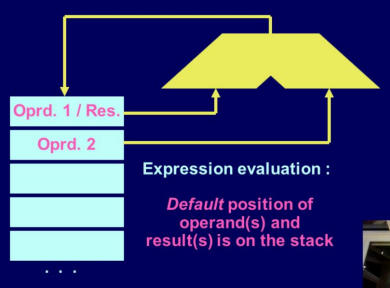 Oprd. 1 / Res.
Oprd. 2
Expression evaluation :
Default position of
operand(s) and
result(s) is on the stack
. . .